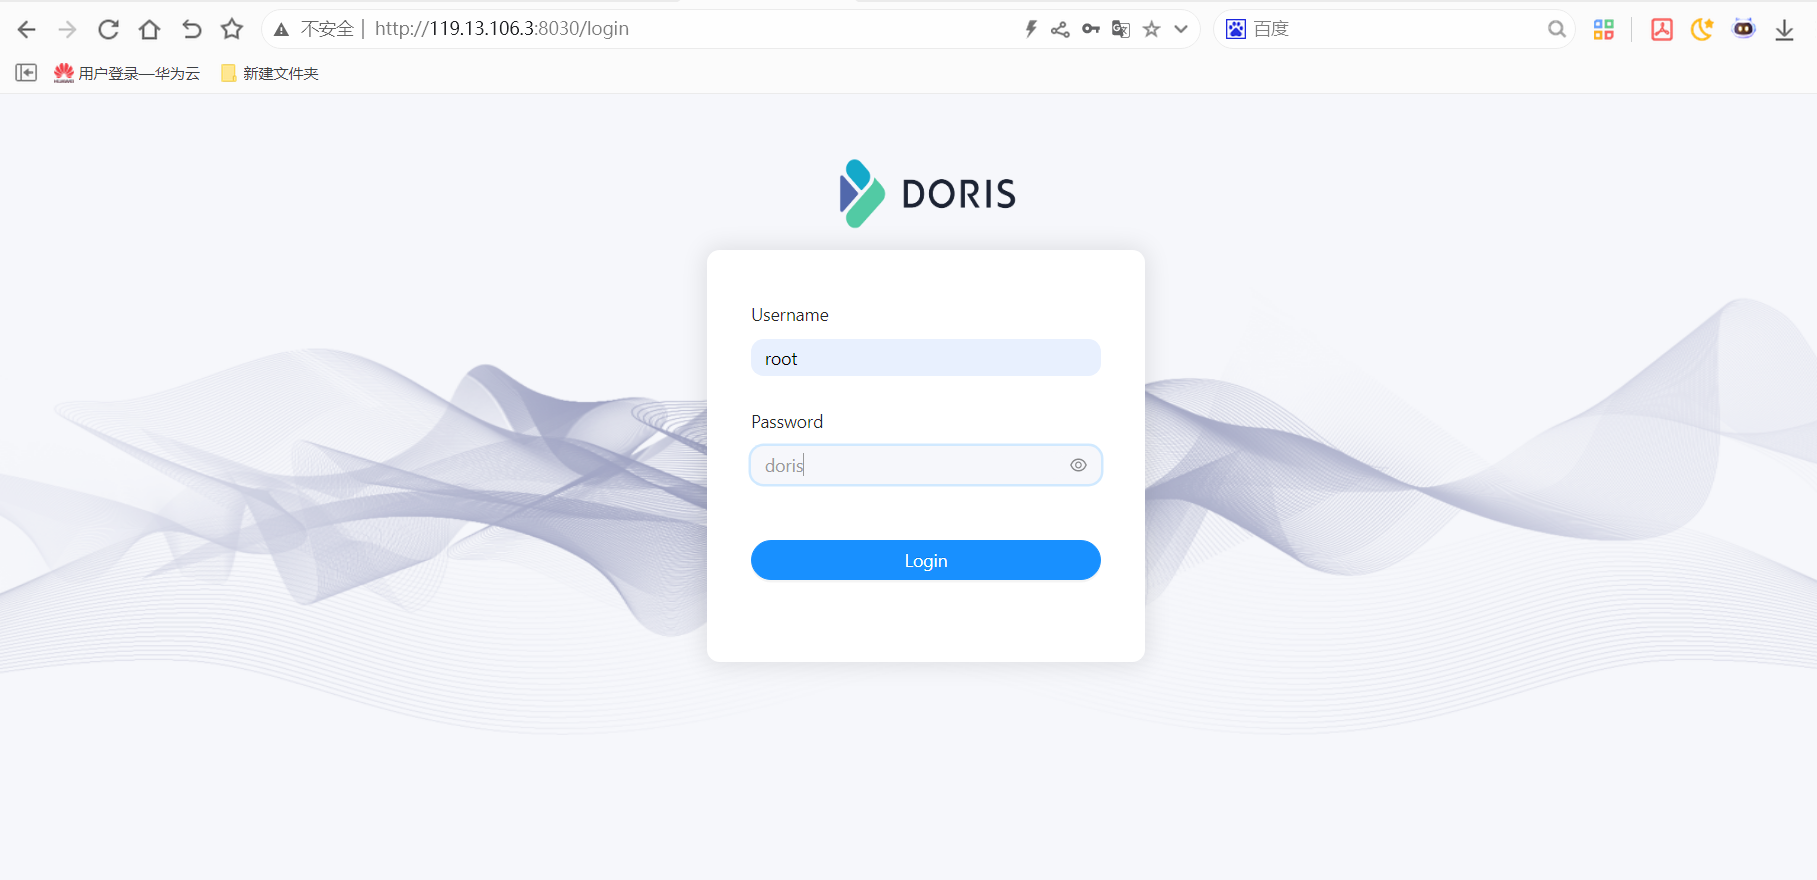 不安全 | http://119.13.106.3:8030/login
百度
HUAWEI 用户登录—华为云 新建文件夹
DORIS
Username
root
Password
doris
Login